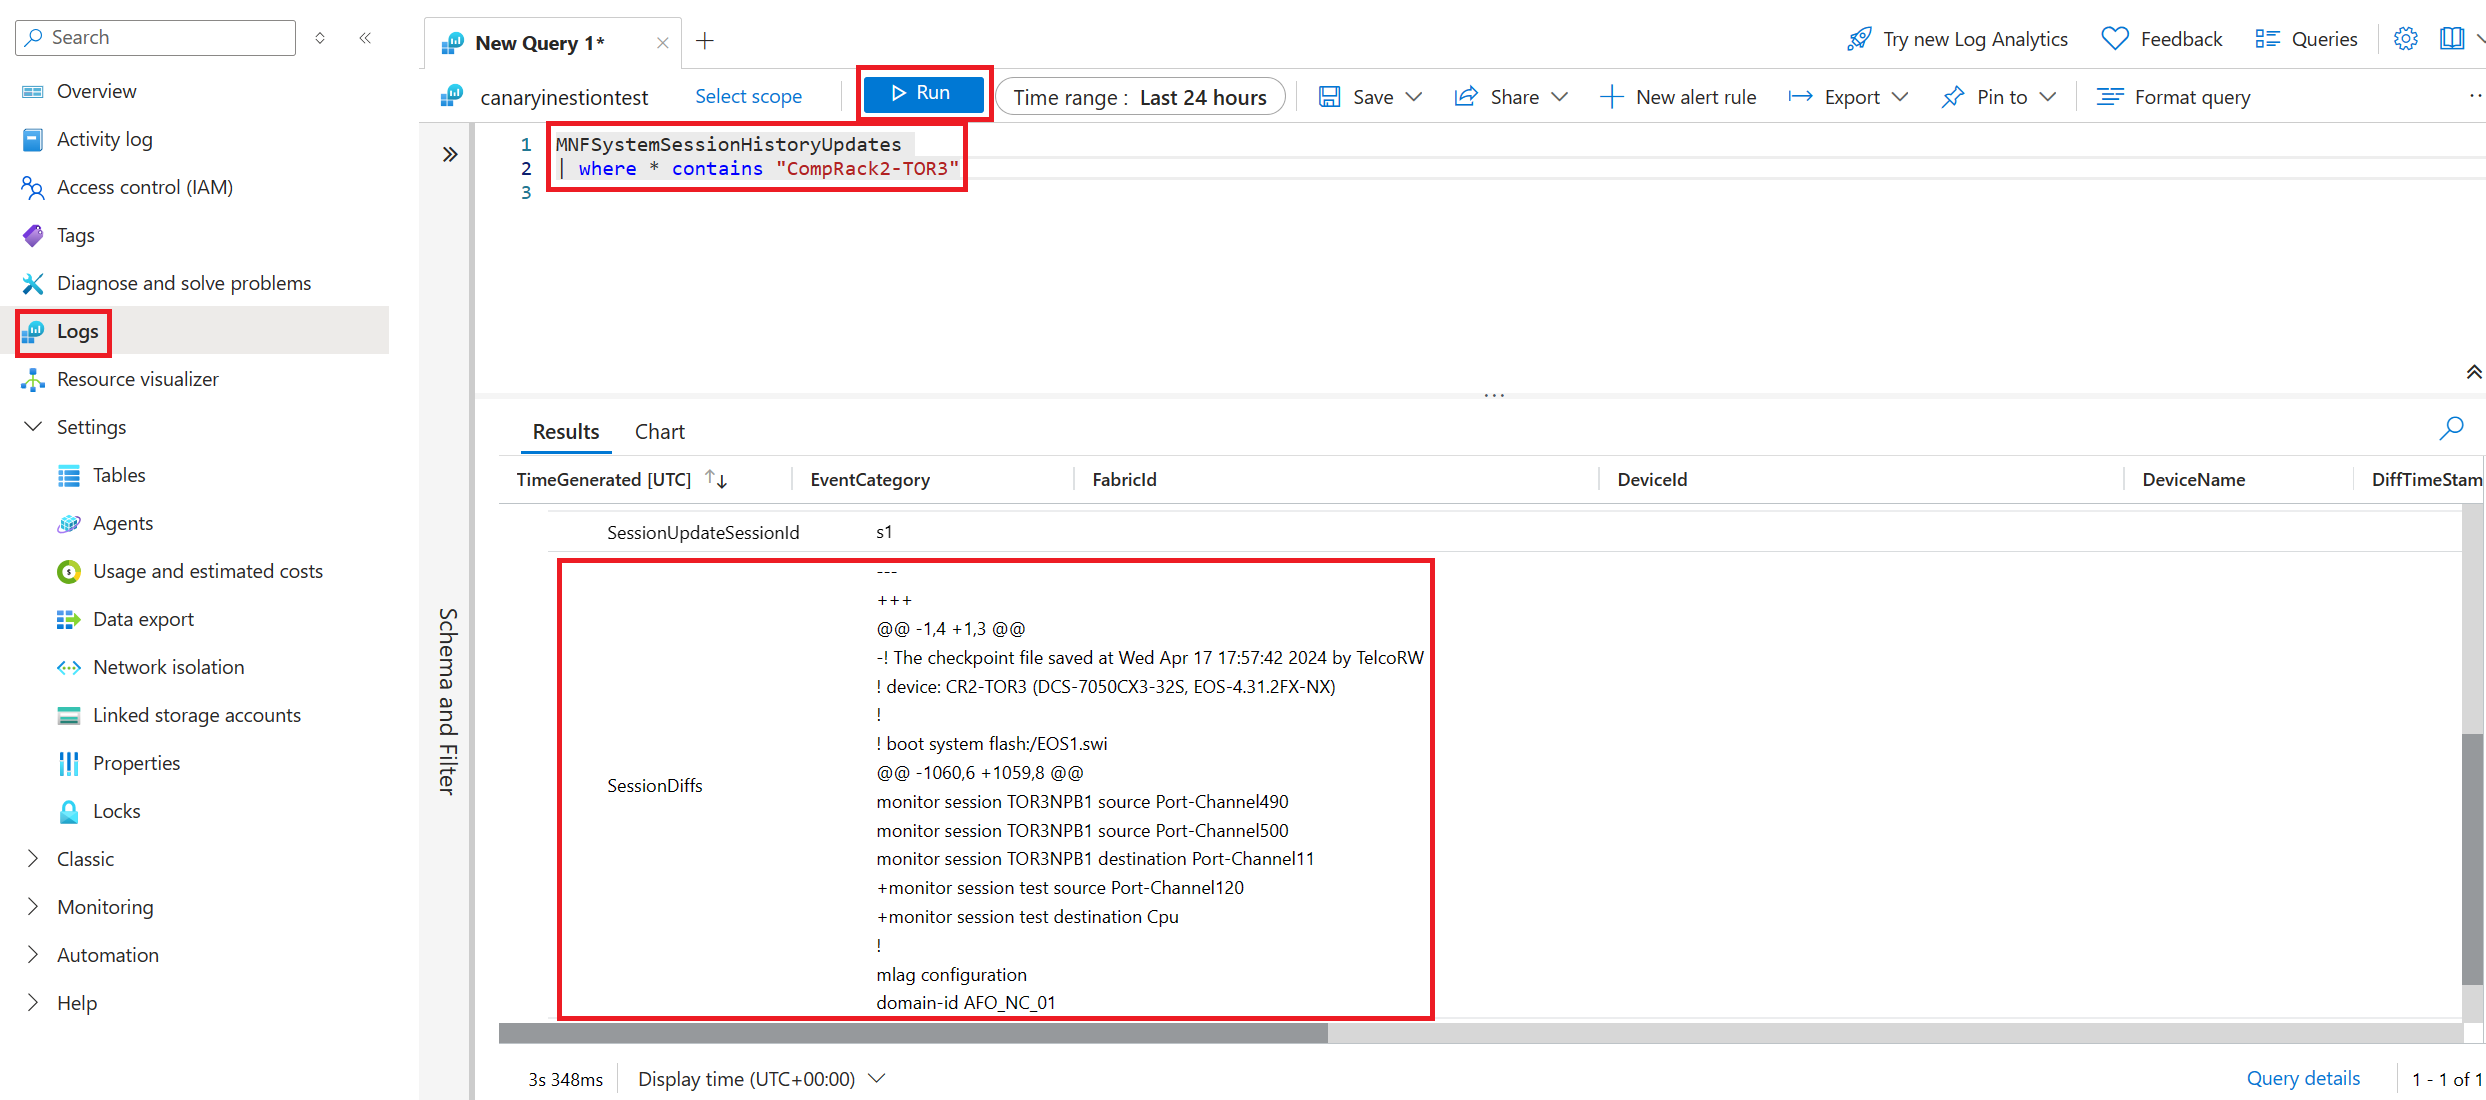 Search
Overview
Activity log
Access control (IAM)
Tags
Diagnose and solve problems
Logs
Resource visualizer
Settings
Tables
Agents
Usage and estimated costs
Data export
Network isolation
Linked storage accounts
Properties
Locks
Classic
Monitoring
Automation
Help
New Query 1*
Try new Log Analytics
Feedback
Queries
canaryinestiontest
Select scope
Run
Time range : Last 24 hours
Save
Share
New alert rule
Export
Pin to
Format query
1 MNFSystemSessionHistoryUpdates
2 | where * contains "CompRack2-TOR3"
3
Schema and Filter
Results
Chart
TimeGenerated [UTC]
EventCategory
FabricId
DeviceId
DeviceName
DiffTimeStam
SessionUpdateSessionId
s1
SessionDiffs
---
+++
@@ -1,4 +1,3 @@
-! The checkpoint file saved at Wed Apr 17 17:57:42 2024 by TelcoRW
! device: CR2-TOR3 (DCS-7050CX3-32S, EOS-4.31.2FX-NX)
!
! boot system flash:/EOS1.swi
@@ -1060,6 +1059,8 @@
monitor session TOR3NPB1 source Port-Channel490
monitor session TOR3NPB1 source Port-Channel500
monitor session TOR3NPB1 destination Port-Channel11
+monitor session test source Port-Channel120
+monitor session test destination Cpu
!
mlag configuration
domain-id AFO_NC_01
3s 348ms
Display time (UTC+00:00)
Query details
1 - 1 of 1